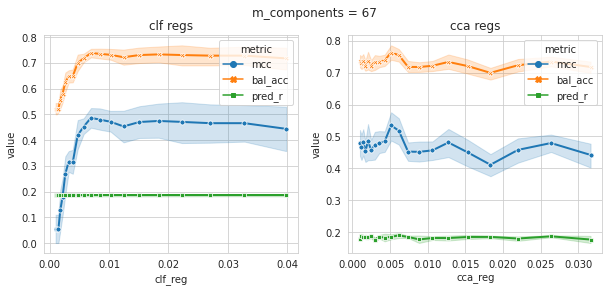 m_components = 67
clf regs
cca regs
0.8
0.7
0.6
0.5
0.4
0.3
0.2
0.1
0.0
value
metric
mcc
bal_acc
pred_r
0.00
0.01
0.02
0.03
0.04
clf_reg
0.8
0.7
0.6
0.5
0.4
0.3
0.2
value
metric
mcc
bal_acc
pred_r
0.000
0.005
0.010
0.015
0.020
0.025
0.030
cca_reg